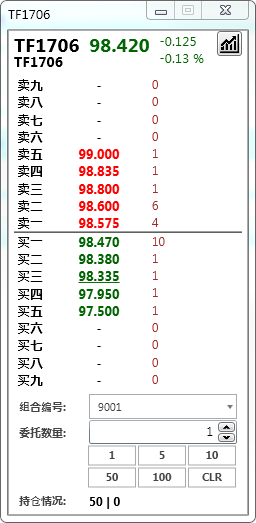 TF1706
TF1706 98.420 -0.125
TF1706 -0.13 %
卖九 - 0
卖八 - 0
卖七 - 0
卖六 - 0
卖五 99.000 1
卖四 98.835 1
卖三 98.800 1
卖二 98.600 6
卖一 98.575 4
买一 98.470 10
买二 98.380 1
买三 98.335 1
买四 97.950 1
买五 97.500 1
买六 - 0
买七 - 0
买八 - 0
买九 - 0
组合编号: 9001
委托数量: 1
1 5 10
50 100 CLR
持仓情况: 50 | 0